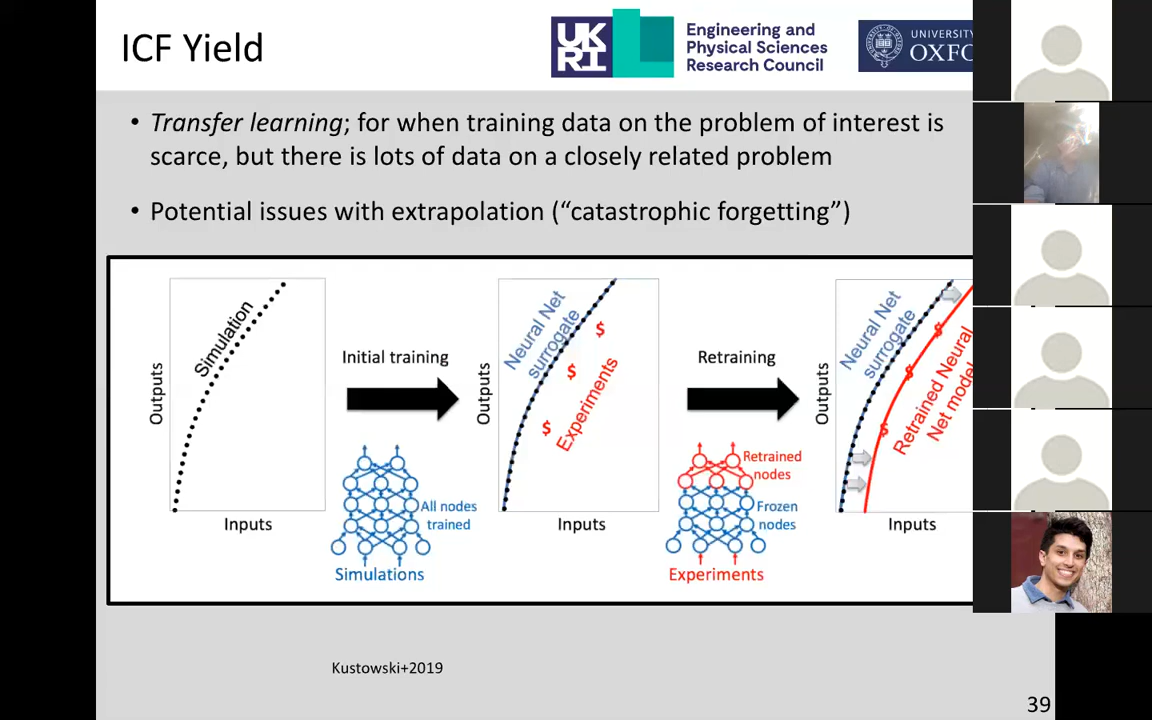 ICF Yield
UK
RI
Engineering and
Physical Sciences
Research Council
UNIVERSITY
• Transfer learning; for when training data on the problem of interest is
scarce, but there is lots of data on a closely related problem
• Potential issues with extrapolation (“catastrophic forgetting”)
Outputs
Simulation
Inputs
Initial training
All nodes
trained
Simulations
Outputs
Neural Net
surrogate
$
$
$
Experiments
Inputs
Retraining
Retrained
nodes
Frozen
nodes
Experiments
Outputs
Neural Net
surrogate
$
$
$
Retrained Neural
Net model
Inputs
Kustowski+2019
39